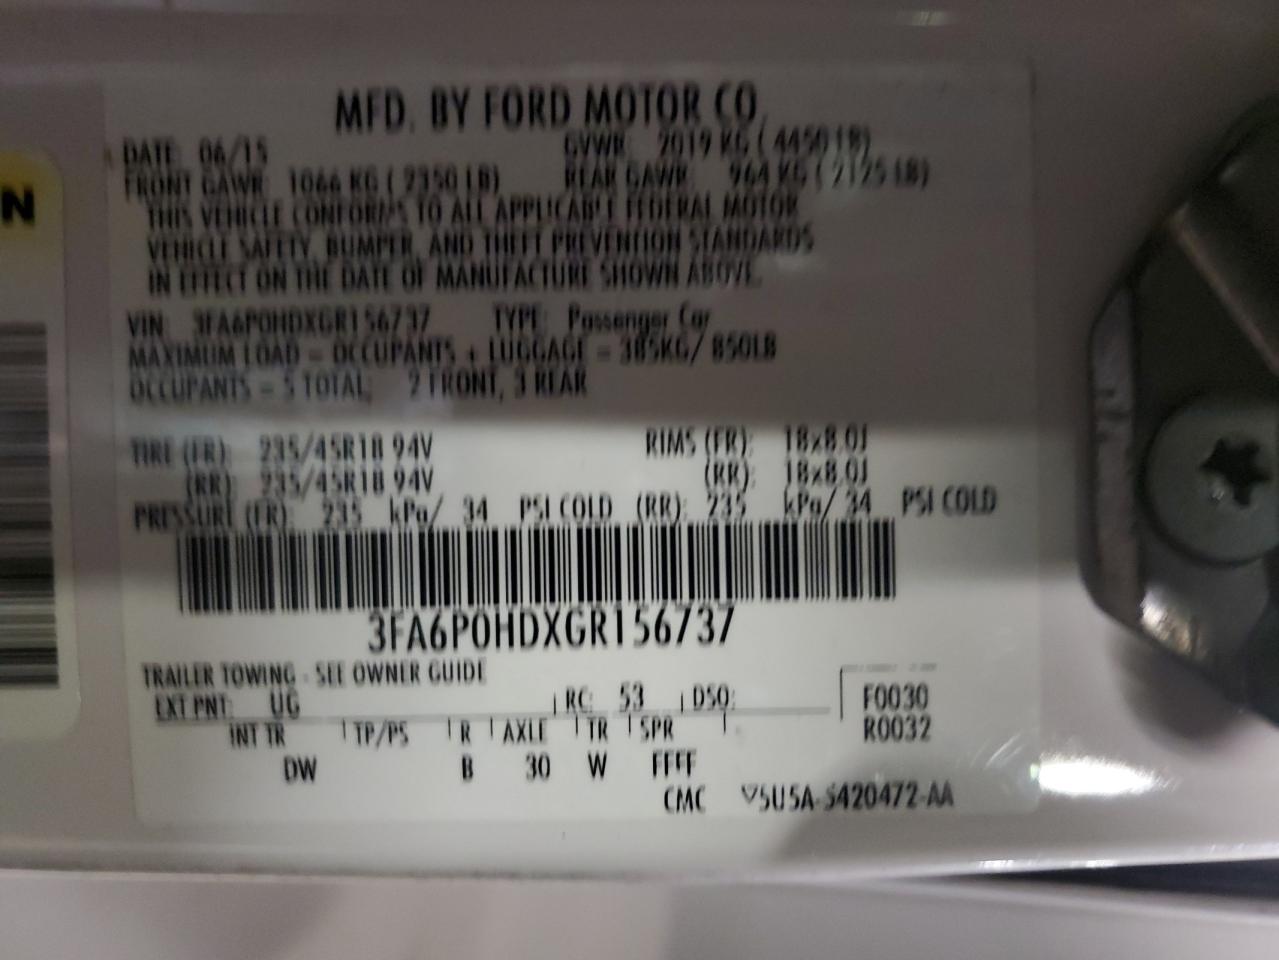 MFD. BY FORD MOTOR CO.
DATE: 06/15 GVWR: 2019 KG ( 4450 LB)
FRONT GAWR: 1066 KG ( 2350 LB) REAR GAWR: 964 KG ( 2125 LB)
THIS VEHICLE CONFORMS TO ALL APPLICABLE FEDERAL MOTOR
VEHICLE SAFETY, BUMPER, AND THEFT PREVENTION STANDARDS
IN EFFECT ON THE DATE OF MANUFACTURE SHOWN ABOVE.
VIN: 3FA6P0HDXGR156737 TYPE: Passenger Car
MAXIMUM LOAD = OCCUPANTS + LUGGAGE = 385KG/ 850LB
OCCUPANTS = 5 TOTAL; 2 FRONT, 3 REAR
TIRE (FR): 235/45R18 94V RIMS (FR): 18x8.0J
(RR): 235/45R18 94V (RR): 18x8.0J
PRESSURE (FR): 235 kPa/ 34 PSI COLD (RR): 235 kPa/ 34 PSI COLD
3FA6P0HDXGR156737
TRAILER TOWING - SEE OWNER GUIDE
EXT PNT: UG RC: 53 DSO: F0030
INT TR TP/PS R AXLE TR SPR R0032
DW B 30 W FFFF
CMC 5U5A-5420472-AA
N